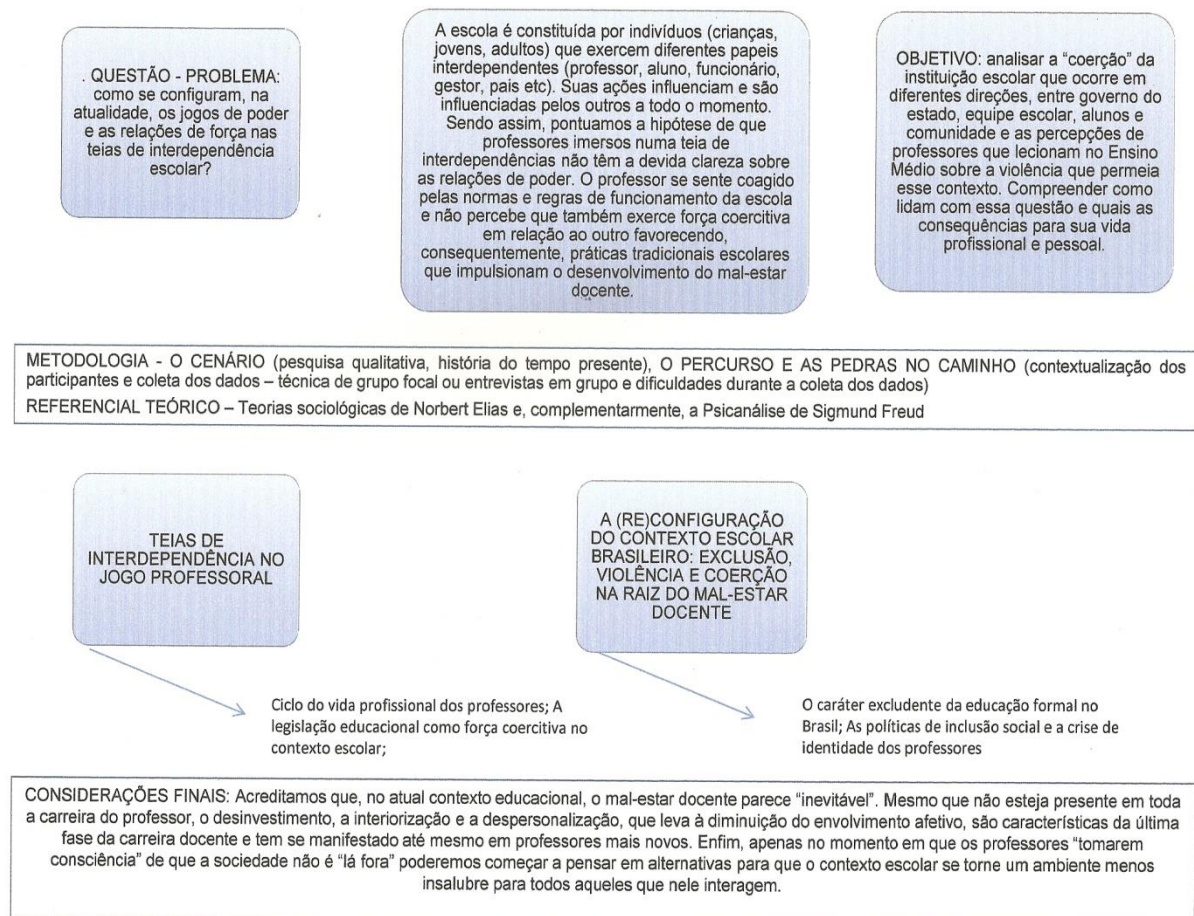 . QUESTÃO - PROBLEMA:
como se configuram, na
atualidade, os jogos de poder
e as relações de força nas
teias de interdependência
escolar?
A escola é constituída por indivíduos (crianças,
jovens, adultos) que exercem diferentes papeis
interdependentes (professor, aluno, funcionário,
gestor, pais etc). Suas ações influenciam e são
influenciadas pelos outros a todo o momento.
Sendo assim, pontuamos a hipótese de que
professores imersos numa teia de
interdependências não têm a devida clareza sobre
as relações de poder. O professor se sente coagido
pelas normas e regras de funcionamento da escola
e não percebe que também exerce força coercitiva
em relação ao outro favorecendo,
consequentemente, práticas tradicionais escolares
que impulsionam o desenvolvimento do mal-estar
docente.
OBJETIVO: analisar a “coerção” da
instituição escolar que ocorre em
diferentes direções, entre governo do
estado, equipe escolar, alunos e
comunidade e as percepções de
professores que lecionam no Ensino
Médio sobre a violência que permeia
esse contexto. Compreender como
lidam com essa questão e quais as
consequências para sua vida
profissional e pessoal.
METODOLOGIA - O CENÁRIO (pesquisa qualitativa, história do tempo presente), O PERCURSO E AS PEDRAS NO CAMINHO (contextualização dos
participantes e coleta dos dados – técnica de grupo focal ou entrevistas em grupo e dificuldades durante a coleta dos dados)
REFERENCIAL TEÓRICO – Teorias sociológicas de Norbert Elias e, complementarmente, a Psicanálise de Sigmund Freud
TEIAS DE
INTERDEPENDÊNCIA NO
JOGO PROFESSORAL
A (RE)CONFIGURAÇÃO
DO CONTEXTO ESCOLAR
BRASILEIRO: EXCLUSÃO,
VIOLÊNCIA E COERÇÃO
NA RAIZ DO MAL-ESTAR
DOCENTE
Ciclo do vida profissional dos professores; A
legislação educacional como força coercitiva no
contexto escolar;
O caráter excludente da educação formal no
Brasil; As políticas de inclusão social e a crise de
identidade dos professores
CONSIDERAÇÕES FINAIS: Acreditamos que, no atual contexto educacional, o mal-estar docente parece “inevitável”. Mesmo que não esteja presente em toda
a carreira do professor, o desinvestimento, a interiorização e a despersonalização, que leva à diminuição do envolvimento afetivo, são características da última
fase da carreira docente e tem se manifestado até mesmo em professores mais novos. Enfim, apenas no momento em que os professores “tomarem
consciência” de que a sociedade não é “lá fora” poderemos começar a pensar em alternativas para que o contexto escolar se torne um ambiente menos
insalubre para todos aqueles que nele interagem.